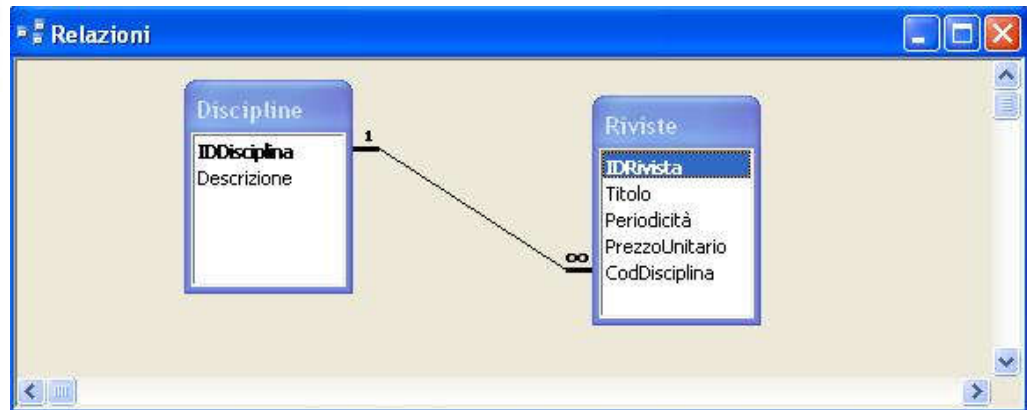 Relazioni
Discipline
IDDisciplina
Descrizione
1
∞
Riviste
IDRivista
Titolo
Periodicità
PrezzoUnitario
CodDisciplina